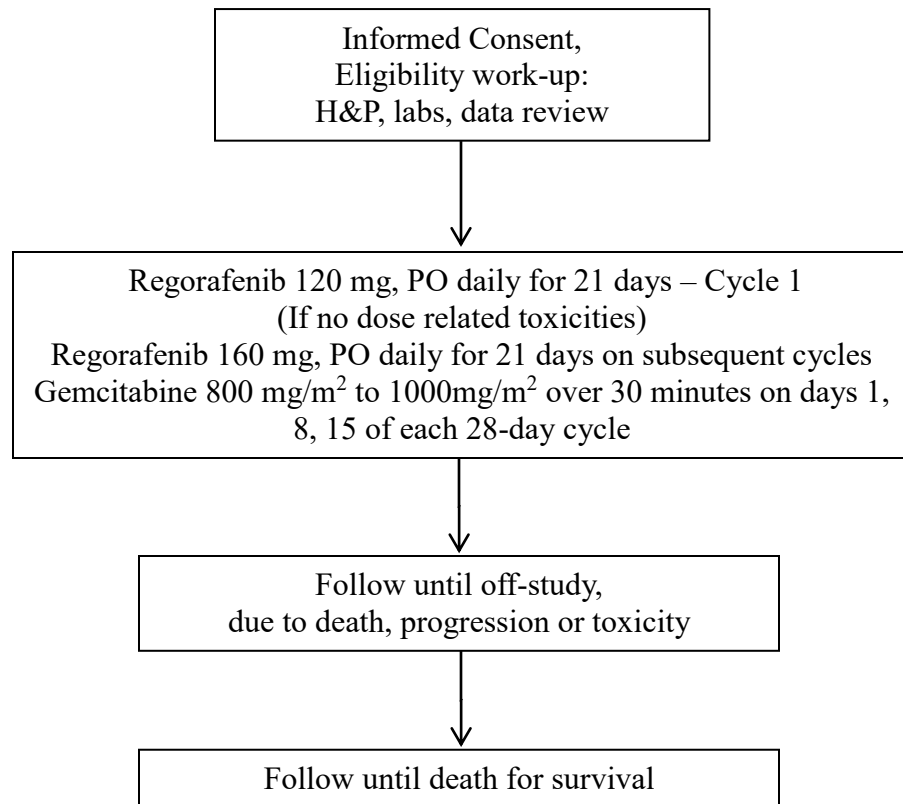 Informed Consent,
Eligibility work-up:
H&P, labs, data review
Regorafenib 120 mg, PO daily for 21 days – Cycle 1
(If no dose related toxicities)
Regorafenib 160 mg, PO daily for 21 days on subsequent cycles
Gemcitabine 800 mg/m² to 1000mg/m² over 30 minutes on days 1,
8, 15 of each 28-day cycle
Follow until off-study,
due to death, progression or toxicity
Follow until death for survival